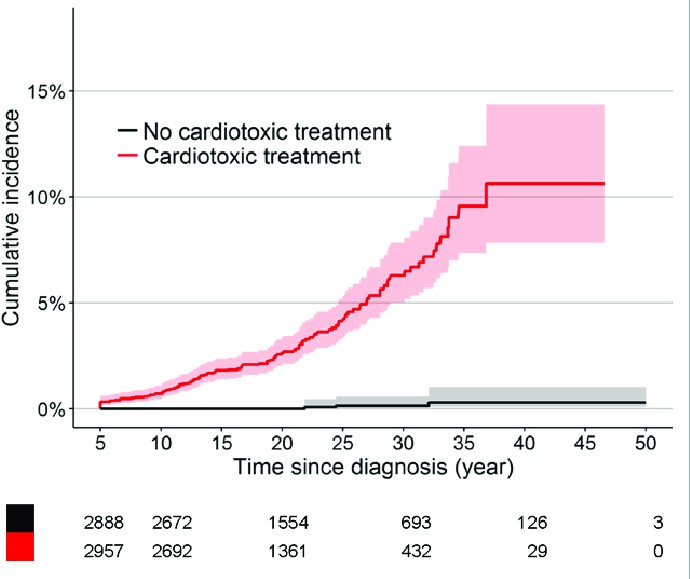 Cumulative incidence
15%
10%
5%
0%
No cardiotoxic treatment
Cardiotoxic treatment
5 10 15 20 25 30 35 40 45 50
Time since diagnosis (year)
2888 2672 1554 693 126 3
2957 2692 1361 432 29 0